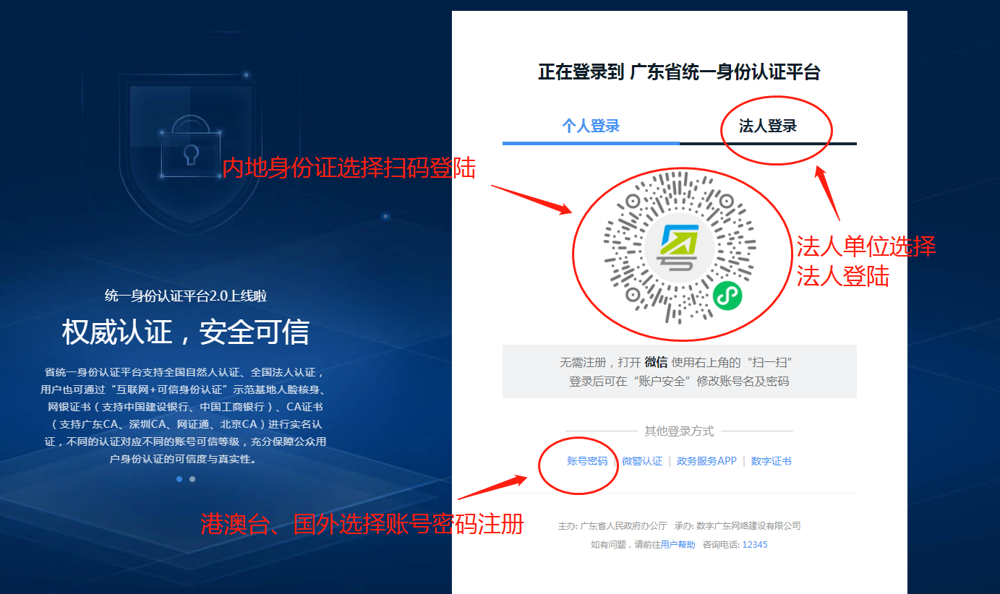 正在登录到 广东省统一身份认证平台
个人登录
法人登录
内地身份证选择扫码登陆
法人单位选择
法人登陆
统一身份认证平台2.0上线啦
权威认证，安全可信
省统一身份认证平台支持全国自然人认证、全国法人认证，
用户也可通过“互联网+可信身份认证”示范基地人脸核身、
网银证书（支持中国建设银行、中国工商银行）、CA证书
（支持广东CA、深圳CA、网证通、北京CA）进行实名认
证，不同的认证对应不同的账号可信等级，充分保障公众用
户身份认证的可信度与真实性。
无需注册，打开 微信 使用右上角的“扫一扫”
登录后可在“账户安全”修改账号名及密码
其他登录方式
账号密码 | 微警认证 | 政务服务APP | 数字证书
港澳台、国外选择账号密码注册
主办: 广东省人民政府办公厅 承办: 数字广东网络建设有限公司
如有问题，请前往用户帮助 咨询电话: 12345